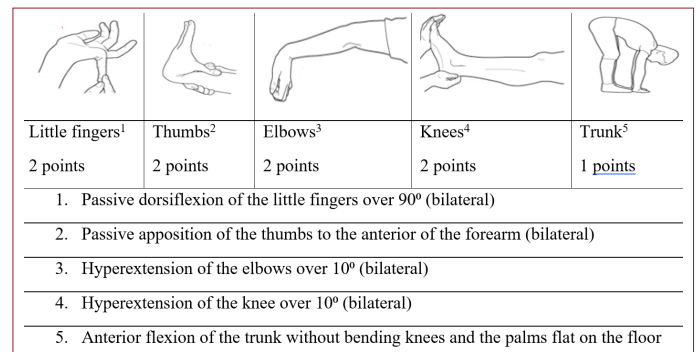 Little fingers¹ Thumbs² Elbows³ Knees⁴ Trunk⁵
2 points 2 points 2 points 2 points 1 points
1. Passive dorsiflexion of the little fingers over 90⁰ (bilateral)
2. Passive apposition of the thumbs to the anterior of the forearm (bilateral)
3. Hyperextension of the elbows over 10⁰ (bilateral)
4. Hyperextension of the knee over 10⁰ (bilateral)
5. Anterior flexion of the trunk without bending knees and the palms flat on the floor